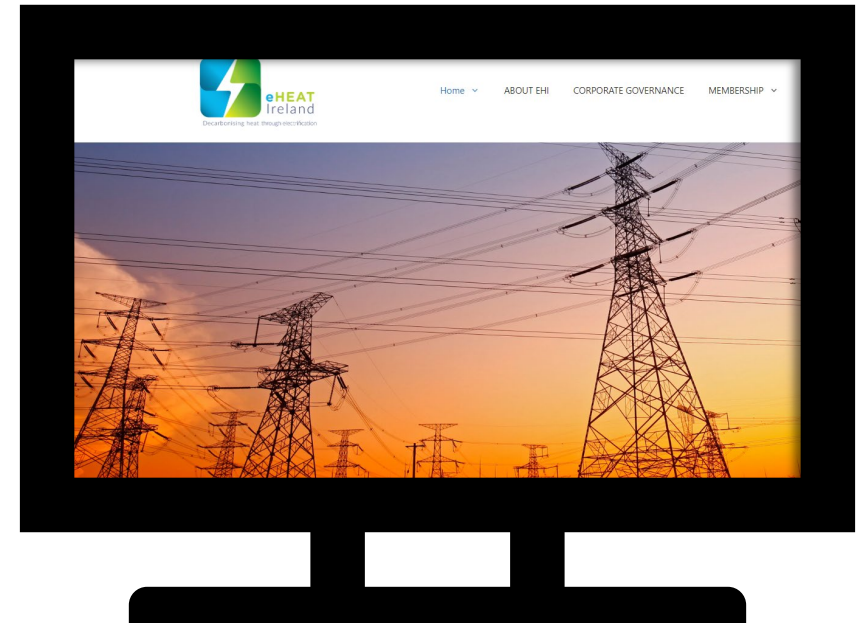 eHEAT
Ireland
Decarbonising heat through electrification
Home
ABOUT EHI
CORPORATE GOVERNANCE
MEMBERSHIP